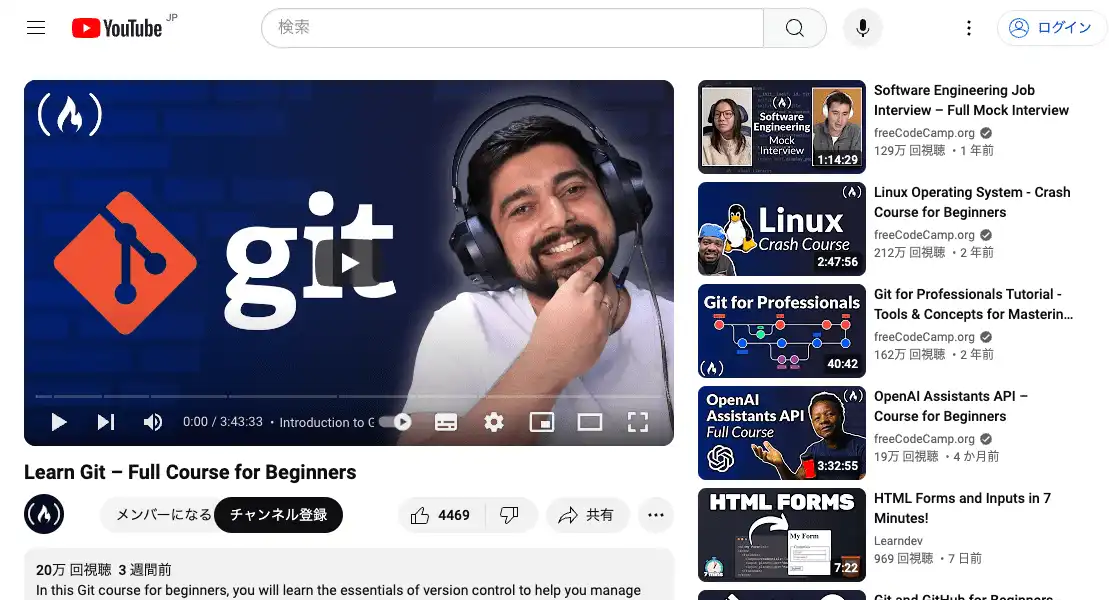 YouTube JP
検索
ログイン
git
0:00 / 3:43:33 • Introduction to G
Learn Git – Full Course for Beginners
メンバーになる
チャンネル登録
4469
共有
20万 回視聴 3 週間前
In this Git course for beginners, you will learn the essentials of version control to help you manage
Software Engineering Mock Interview
1:14:29
Software Engineering Job
Interview – Full Mock Interview
freeCodeCamp.org
129万 回視聴 ・1 年前
Linux
Crash Course
2:47:56
Linux Operating System - Crash
Course for Beginners
freeCodeCamp.org
212万 回視聴 ・2 年前
Git for Professionals
40:42
Git for Professionals Tutorial -
Tools & Concepts for Masterin...
freeCodeCamp.org
162万 回視聴 ・2 年前
OpenAI
Assistants API
Full Course
3:32:55
OpenAI Assistants API –
Course for Beginners
freeCodeCamp.org
19万 回視聴 ・4 か月前
HTML FORMS
My Form
7:22
HTML Forms and Inputs in 7
Minutes!
Learndev
969 回視聴 ・7 日前
Git and GitHub for Beginners